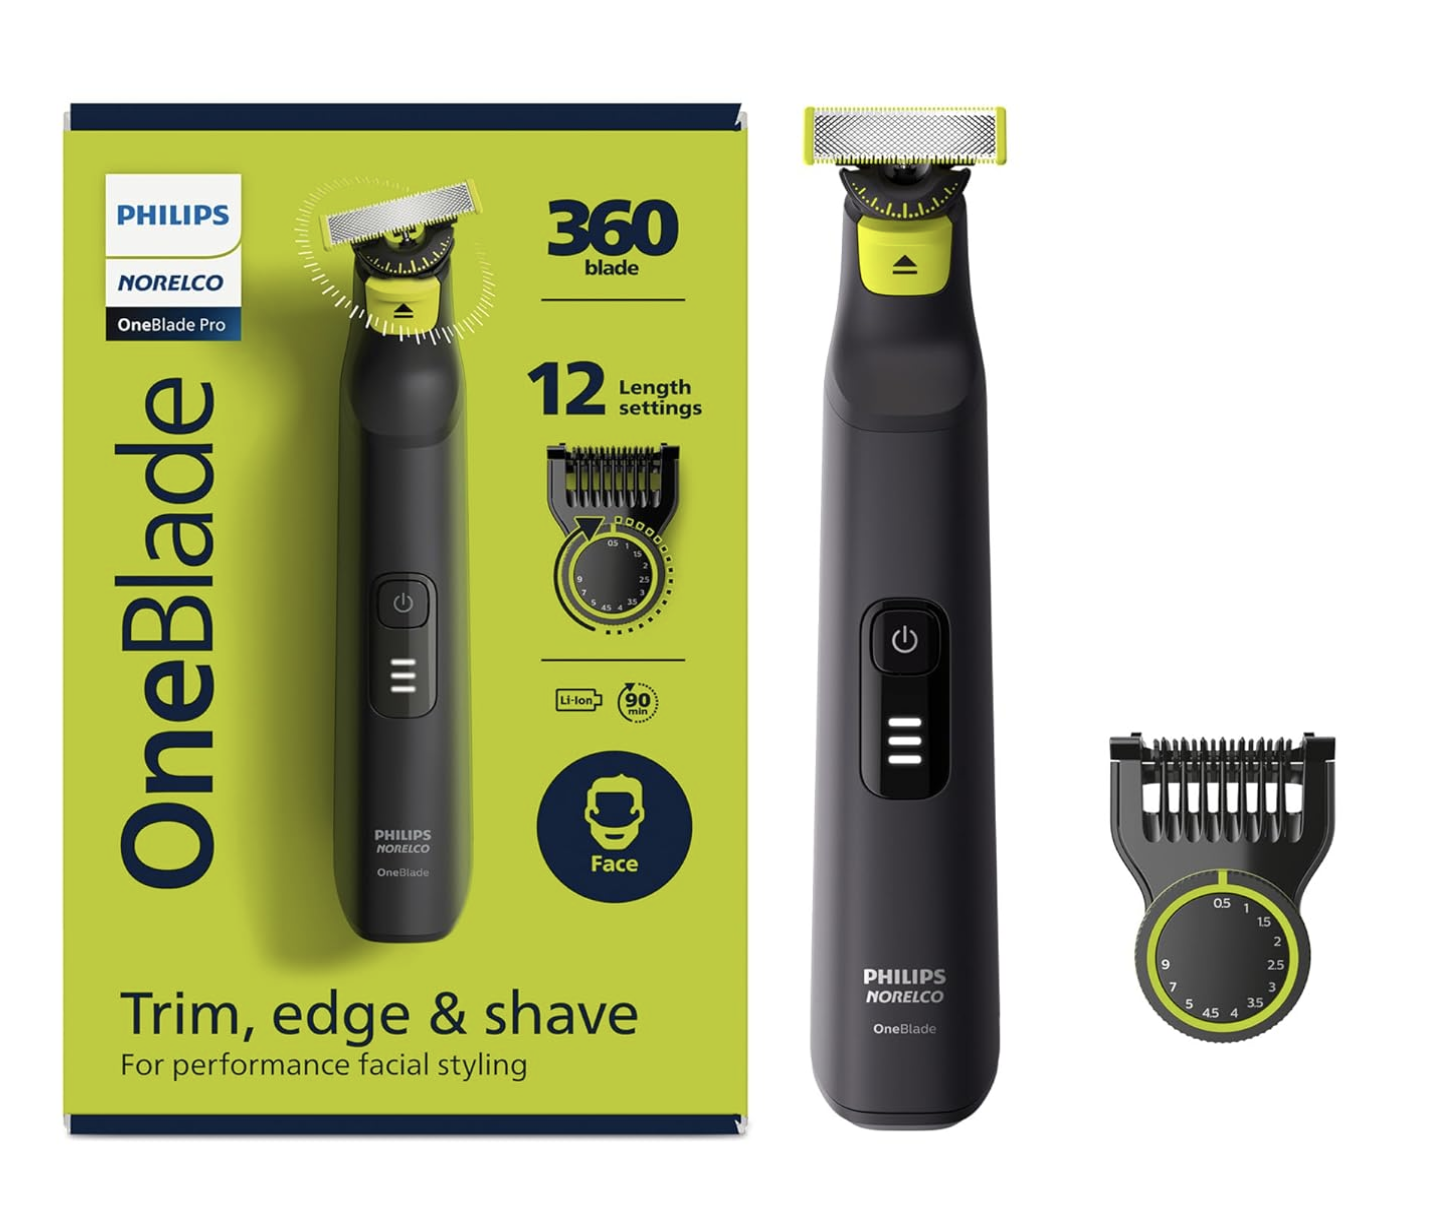 PHILIPS
NORELCO
OneBlade Pro
OneBlade
360
blade
12 Length
settings
0.5
1
1.5
2
2.5
3
3.5
4
4.5
5
7
9
Li-Ion
90
min
Face
PHILIPS
NORELCO
OneBlade
Trim, edge & shave
For performance facial styling
PHILIPS
NORELCO
OneBlade
0.5
1
1.5
2
2.5
3
3.5
4
4.5
5
7
9